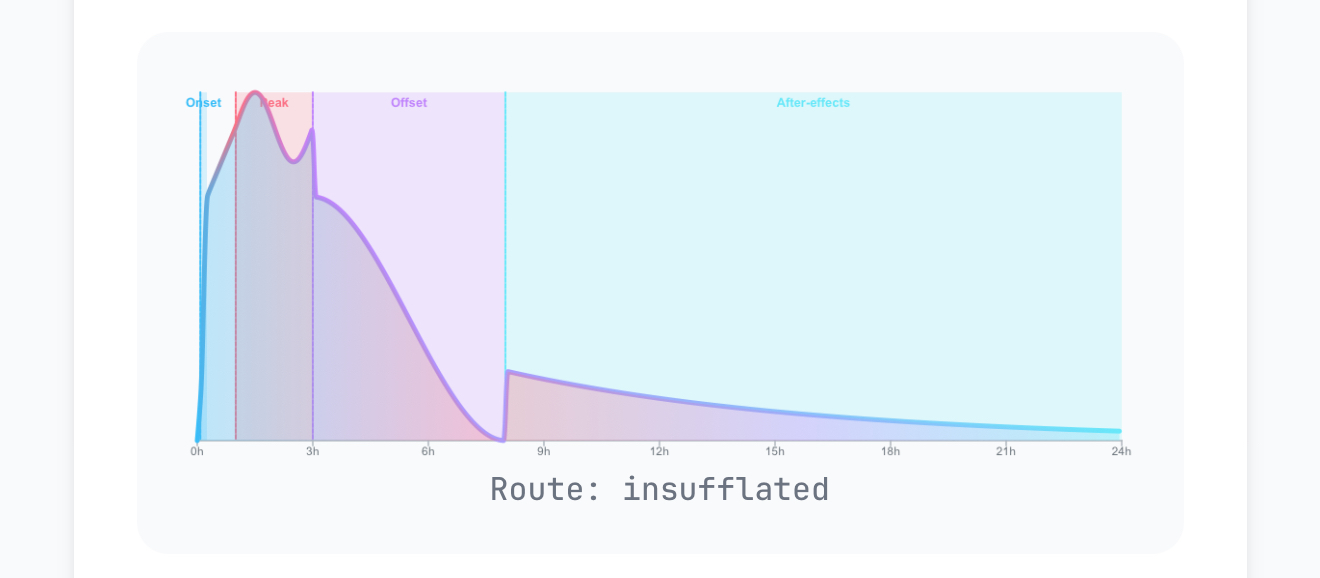 Onset Peak Offset After-effects
0h 3h 6h 9h 12h 15h 18h 21h 24h
Route: insufflated